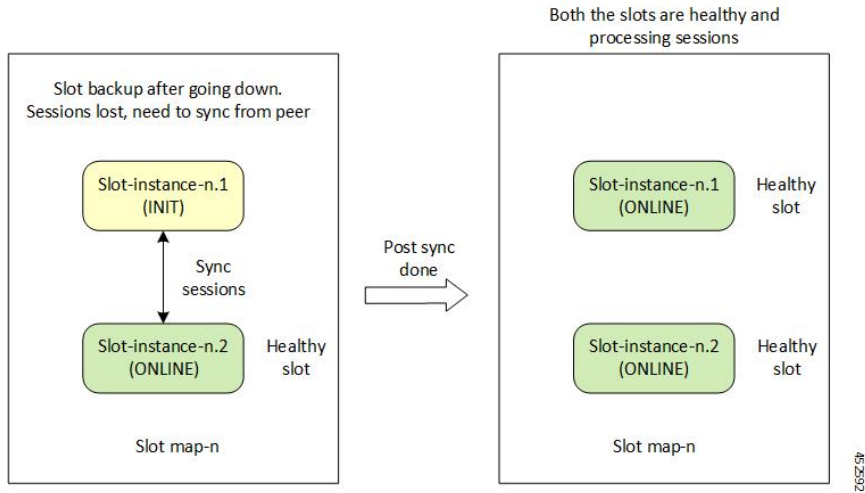 Both the slots are healthy and
processing sessions
Slot backup after going down.
Sessions lost, need to sync from peer
Slot-instance-n.1
(INIT)
Sync
sessions
Slot-instance-n.2
(ONLINE)
Healthy
slot
Slot map-n
Post sync
done
Slot-instance-n.1
(ONLINE)
Healthy
slot
Slot-instance-n.2
(ONLINE)
Healthy
slot
Slot map-n
452592